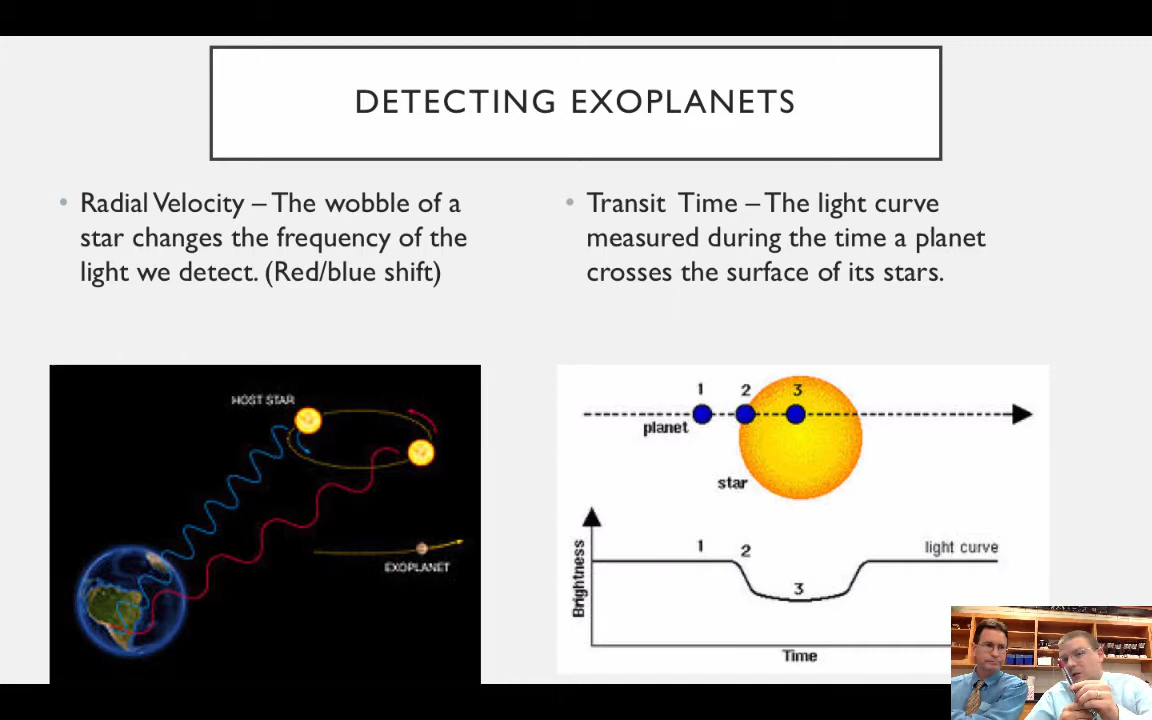 DETECTING EXOPLANETS
• Radial Velocity – The wobble of a
star changes the frequency of the
light we detect. (Red/blue shift)
• Transit Time – The light curve
measured during the time a planet
crosses the surface of its stars.
HOST STAR
EXOPLANET
1 2 3
planet
star
1 2 3
light curve
Brightness
Time